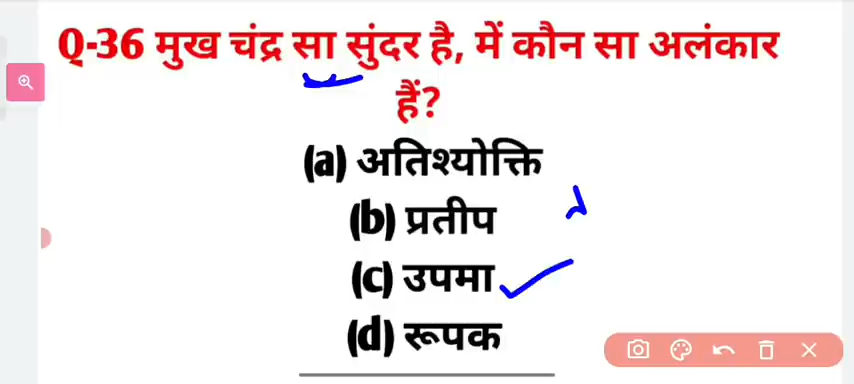 Q-36 मुख चंद्र सा सुंदर है, में कौन सा अलंकार
हैं?
(a) अतिश्योक्ति
(b) प्रतीप
(c) उपमा
(d) रूपक